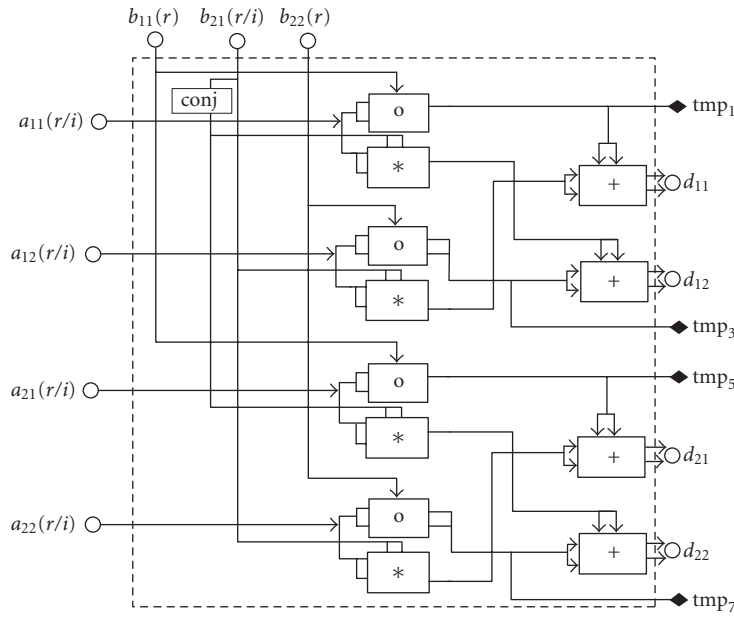 b₁₁(r) b₂₁(r/i) b₂₂(r)
conj
a₁₁(r/i)
o
tmp₁
*
+
d₁₁
a₁₂(r/i)
o
+
d₁₂
*
tmp₃
a₂₁(r/i)
o
tmp₅
*
+
d₂₁
a₂₂(r/i)
o
+
d₂₂
*
tmp₇